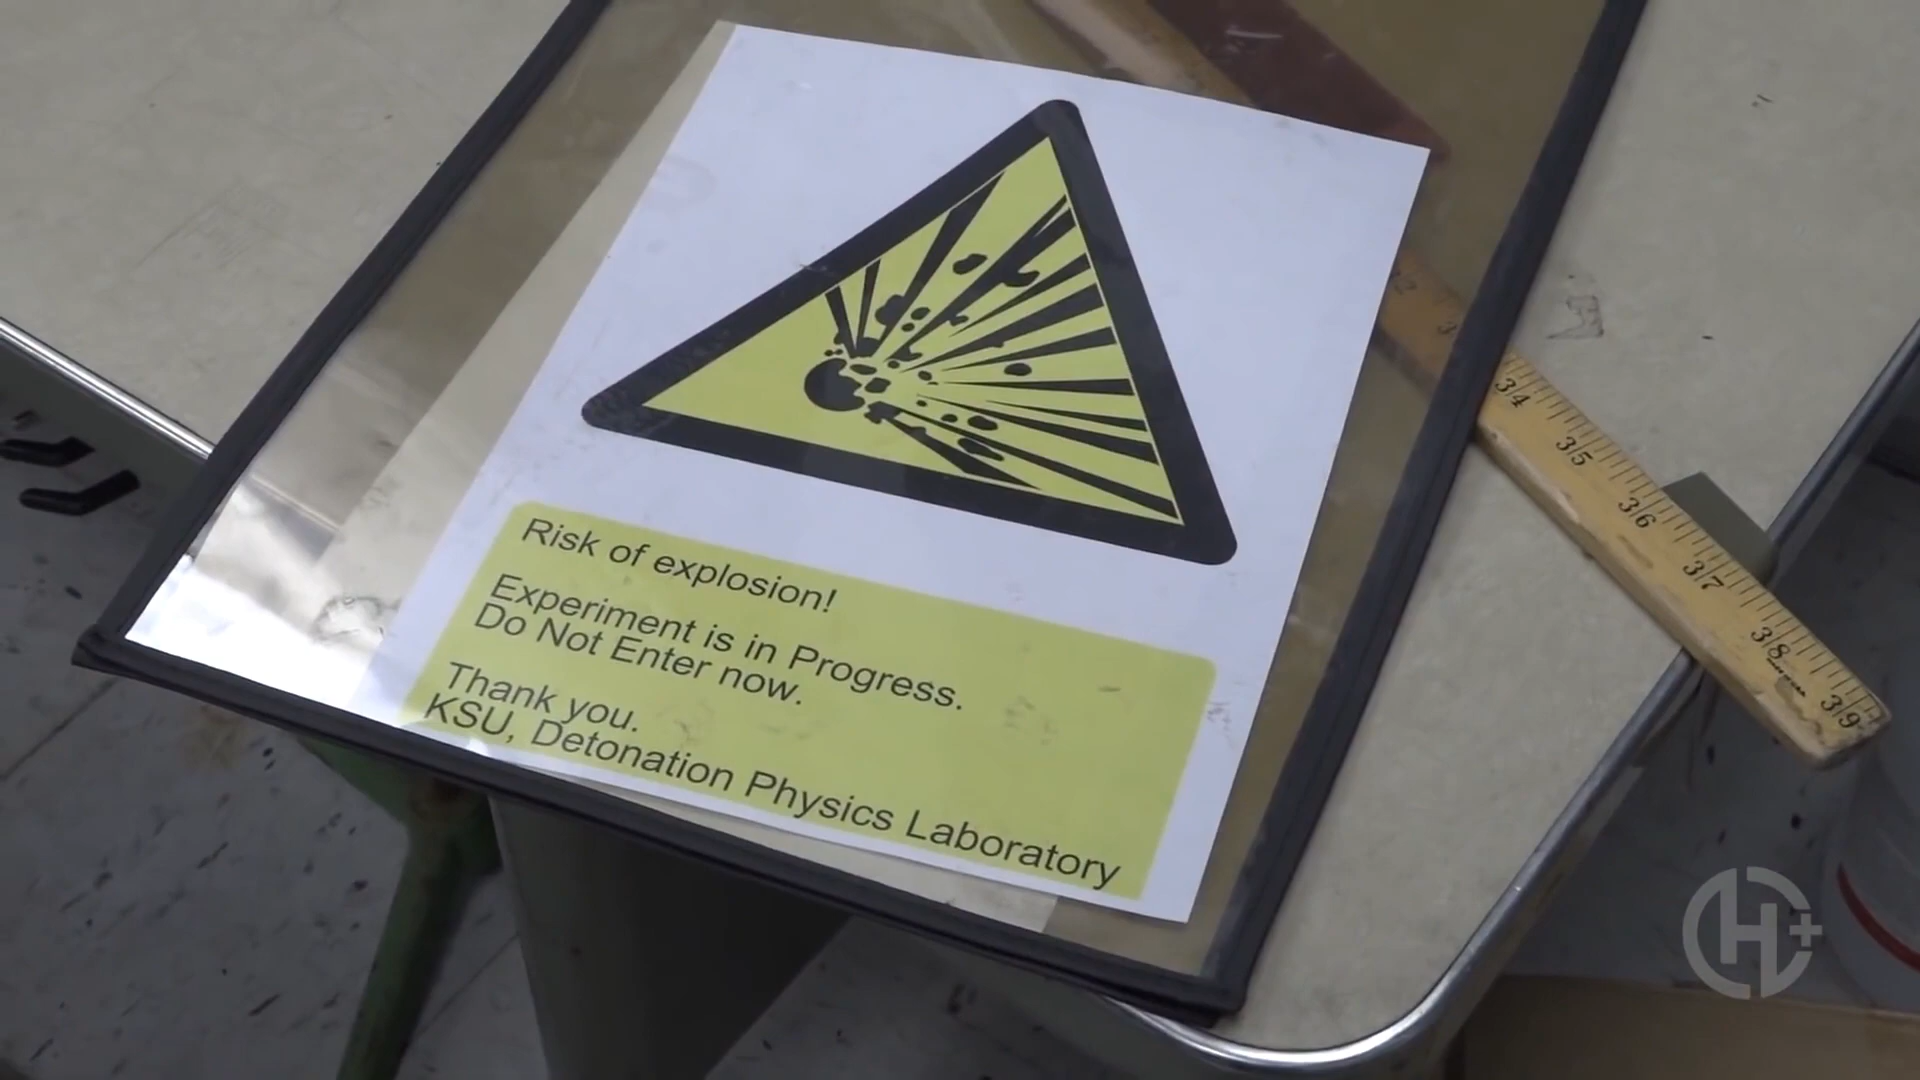 Risk of explosion!
Experiment is in Progress.
Do Not Enter now.
Thank you.
KSU, Detonation Physics Laboratory
34
35
36
37
38
39